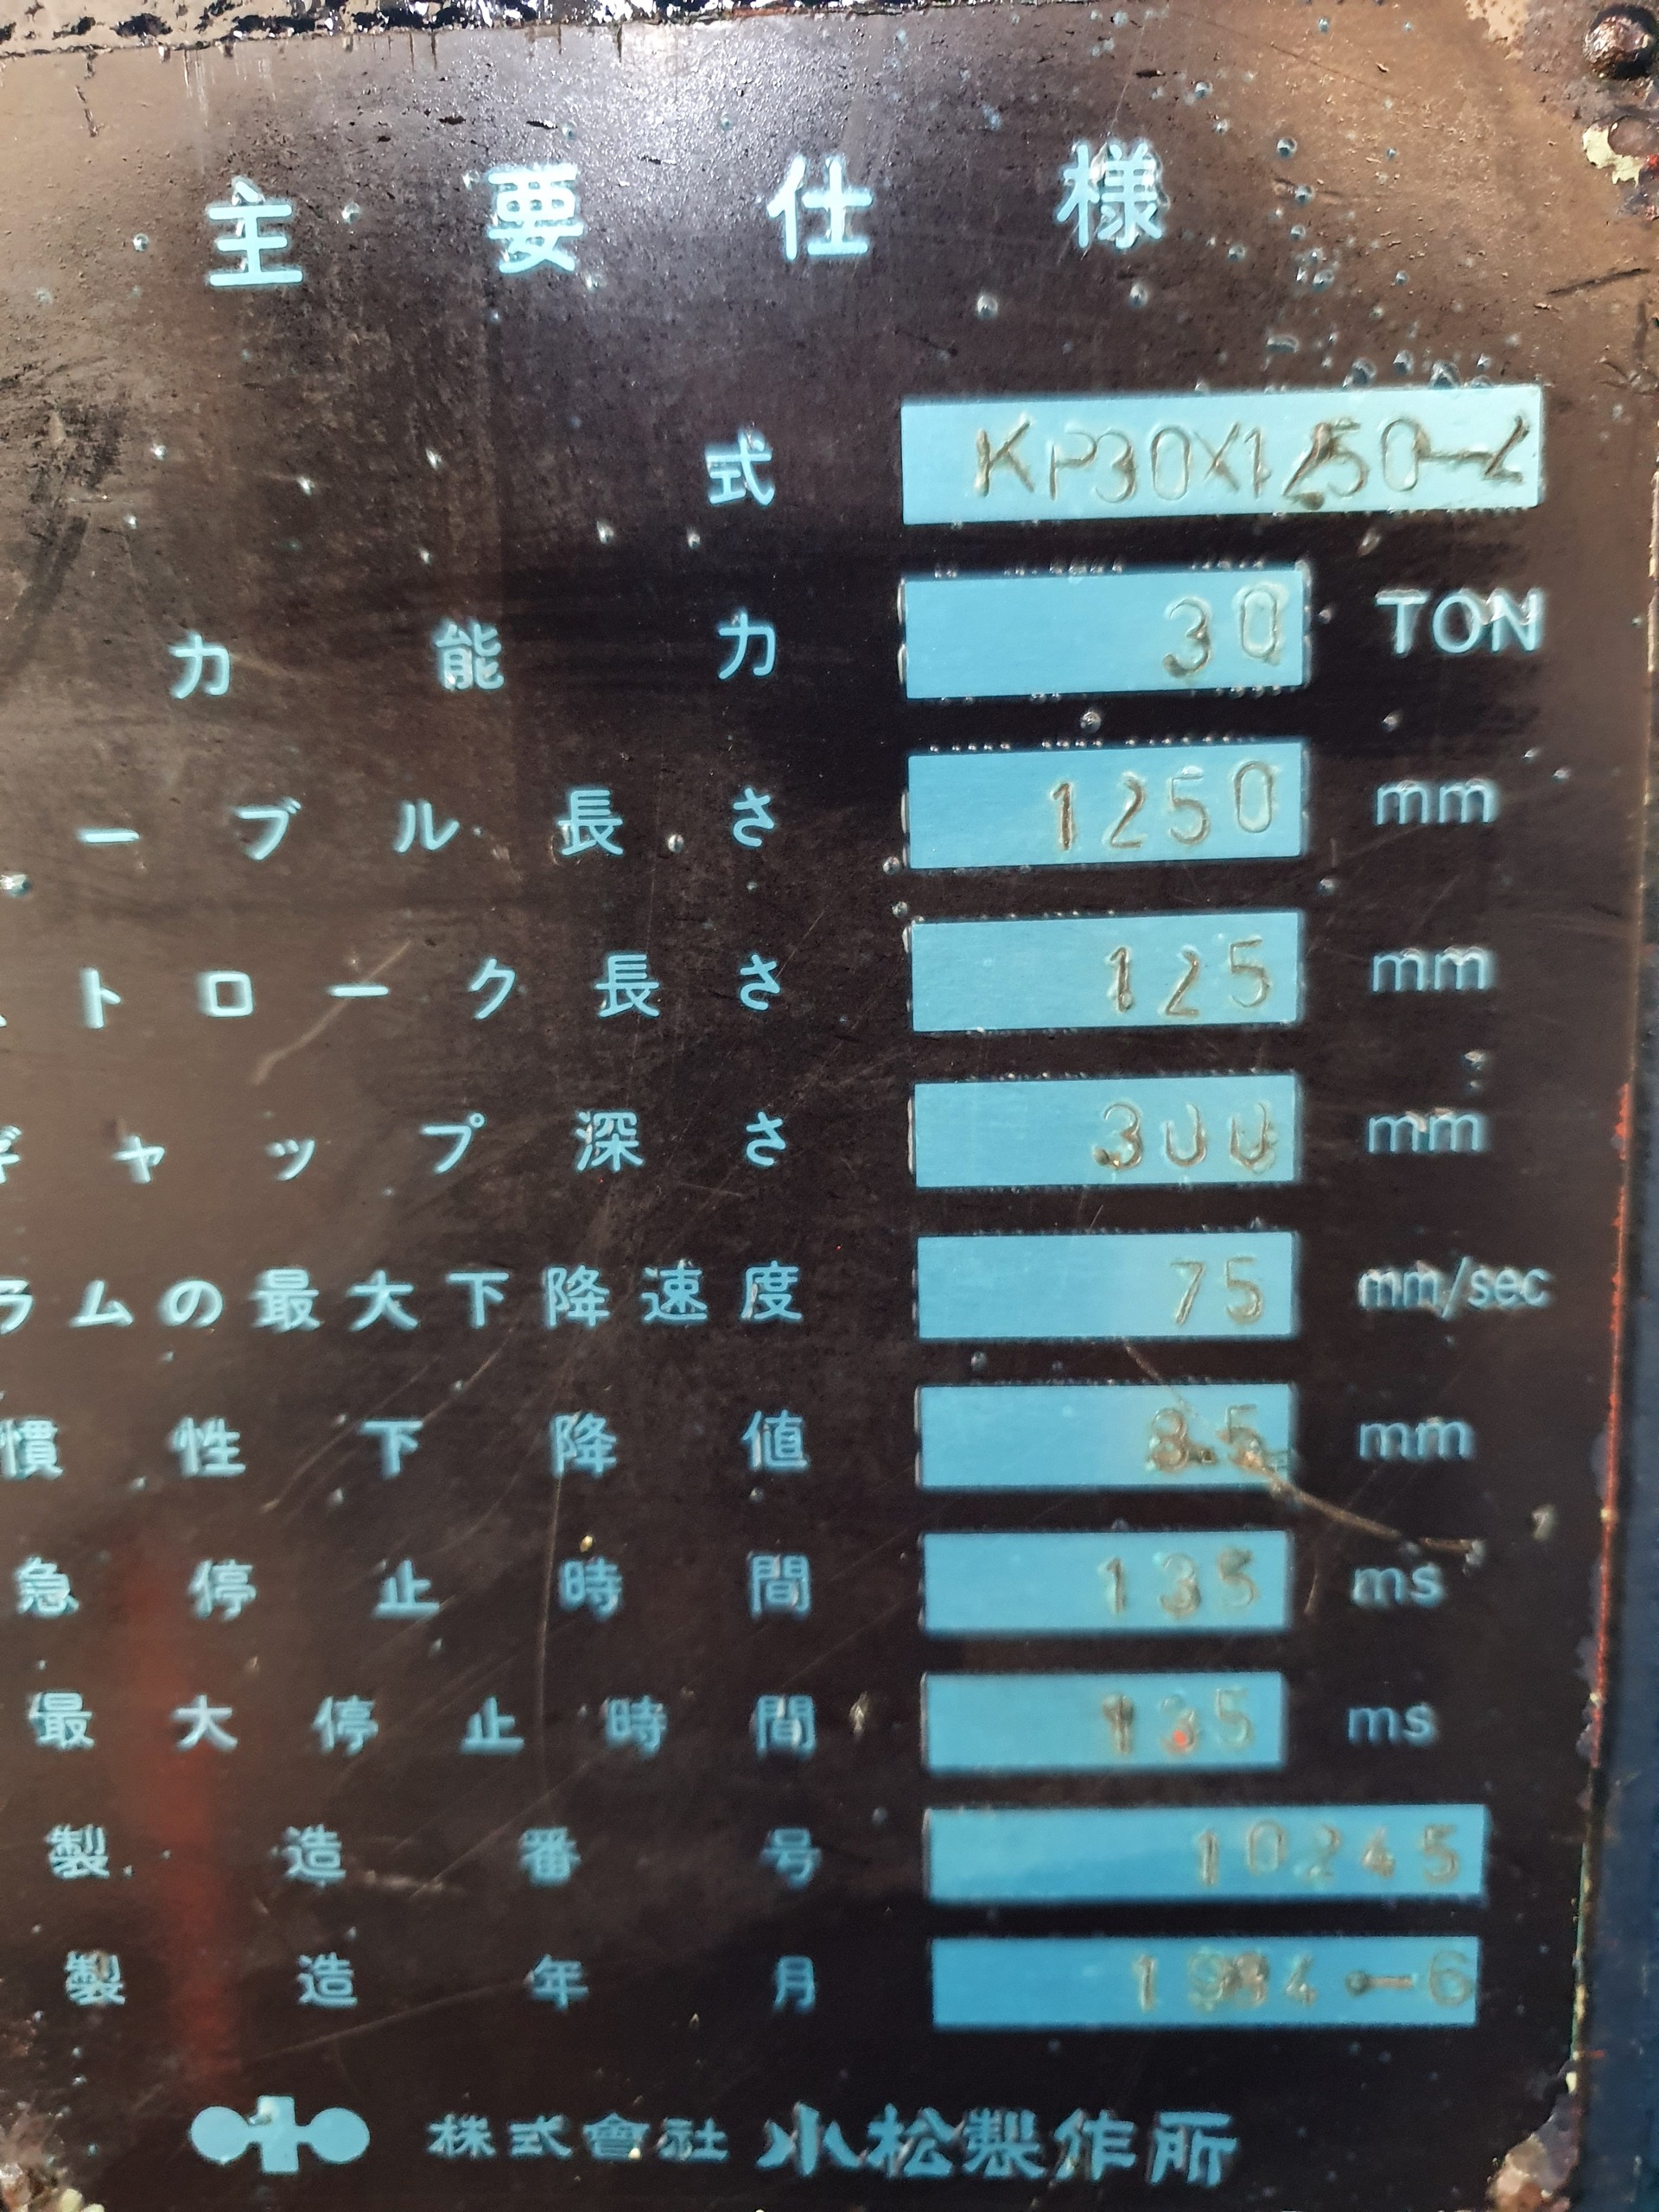 主要仕様
式 KP30X1250-L
力能力 30 TON
ーブル長さ 1250 mm
トローク長さ 125 mm
ギャップ深さ 300 mm
ラムの最大下降速度 75 mm/sec
慣性下降値 8.5 mm
急停止時間 135 ms
最大停止時間 135 ms
製造番号 10245
製造年月 1984-6
株式會社 小松製作所